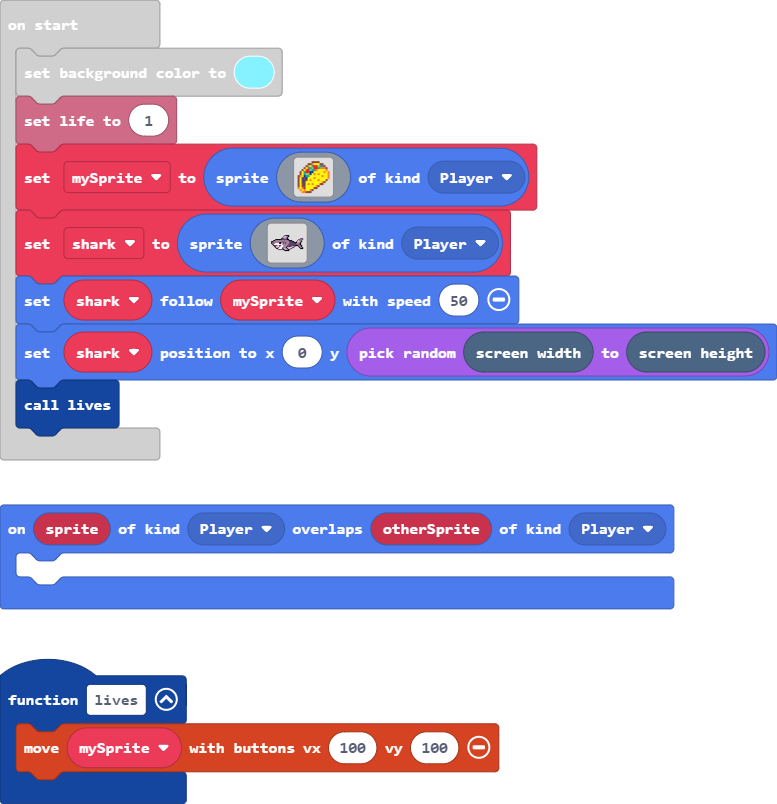 on start
set background color to
set life to 1
set mySprite to sprite of kind Player
set shark to sprite of kind Player
set shark follow mySprite with speed 50
set shark position to x 0 y pick random screen width to screen height
call lives
on sprite of kind Player overlaps otherSprite of kind Player
function lives
move mySprite with buttons vx 100 vy 100